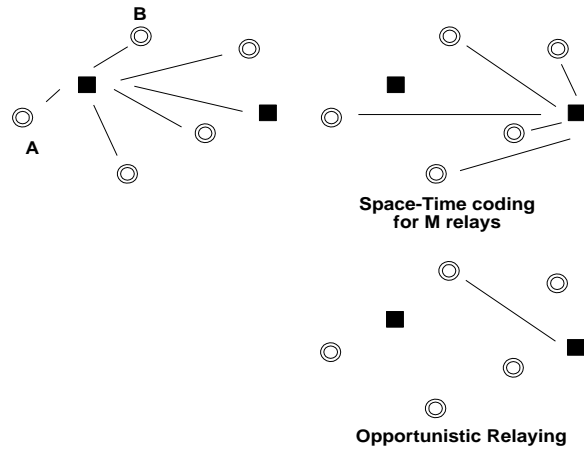 B
A
Space-Time coding
for M relays
Opportunistic Relaying